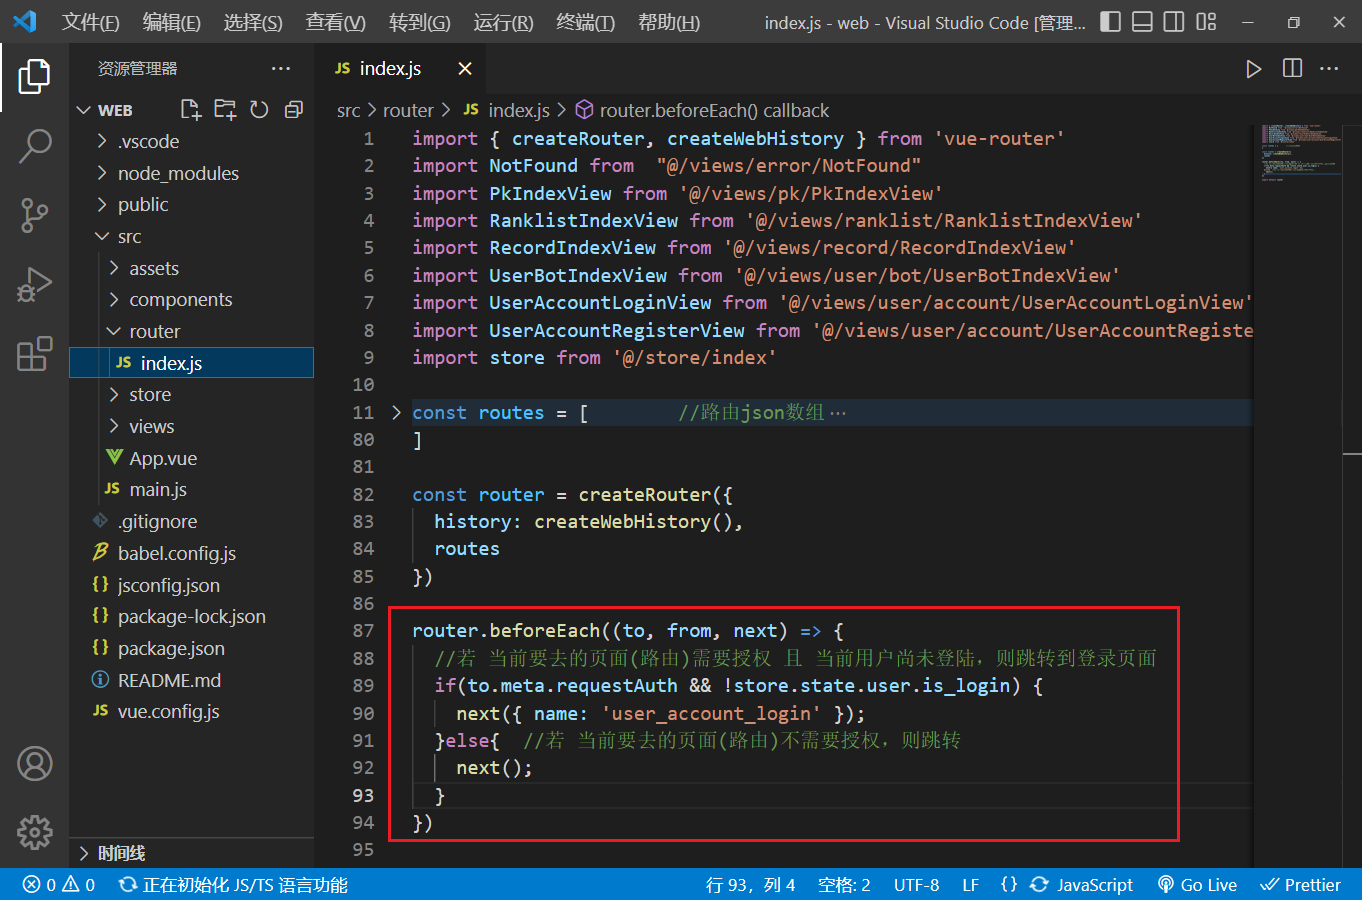 文件(F) 编辑(E) 选择(S) 查看(V) 转到(G) 运行(R) 终端(T) 帮助(H) index.js - web - Visual Studio Code [管理...
资源管理器
WEB
.vscode
node_modules
public
src
assets
components
router
JS index.js
store
views
App.vue
JS main.js
.gitignore
babel.config.js
{} jsconfig.json
{} package-lock.json
{} package.json
README.md
JS vue.config.js
时间线
JS index.js
src > router > JS index.js > router.beforeEach() callback
1 import { createRouter, createWebHistory } from 'vue-router'
2 import NotFound from  "@/views/error/NotFound"
3 import PkIndexView from '@/views/pk/PkIndexView'
4 import RanklistIndexView from '@/views/ranklist/RanklistIndexView'
5 import RecordIndexView from '@/views/record/RecordIndexView'
6 import UserBotIndexView from '@/views/user/bot/UserBotIndexView'
7 import UserAccountLoginView from '@/views/user/account/UserAccountLoginView'
8 import UserAccountRegisterView from '@/views/user/account/UserAccountRegiste
9 import store from '@/store/index'
10
11 const routes = [        //路由json数组···
80 ]
81
82 const router = createRouter({
83   history: createWebHistory(),
84   routes
85 })
86
87 router.beforeEach((to, from, next) => {
88   //若 当前要去的页面(路由)需要授权 且 当前用户尚未登陆，则跳转到登录页面
89   if(to.meta.requestAuth && !store.state.user.is_login) {
90     next({ name: 'user_account_login' });
91   }else{  //若 当前要去的页面(路由)不需要授权，则跳转
92     next();
93   }
94 })
95
0 0 正在初始化 JS/TS 语言功能 行 93，列 4 空格: 2 UTF-8 LF {} JavaScript Go Live Prettier